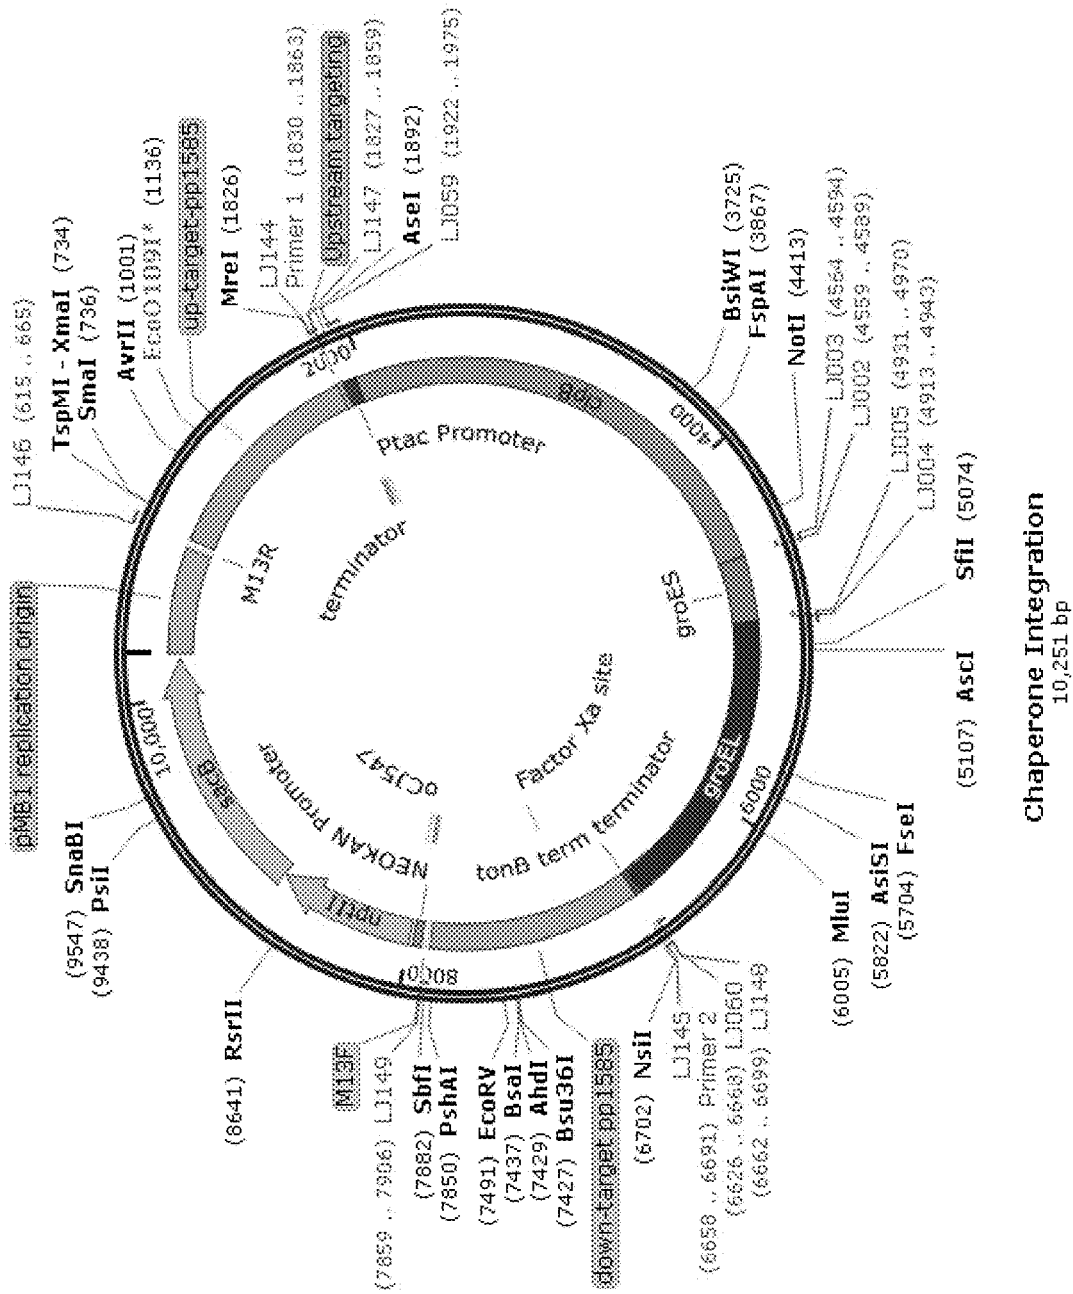 pMB1 replication origin
LJ146 (615 .. 665)
TspMI - XmaI (734)
SmaI (736)
AvrII (1001)
EcoO109I* (1136)
up-target-pp1585
MreI (1826)
LJ144
Primer 1 (1830 .. 1863)
Upstream targeting
LJ147 (1827 .. 1859)
AseI (1892)
LJ059 (1922 .. 1975)
BsiWI (3725)
FspAI (3867)
NotI (4413)
LJ003 (4564 .. 4594)
LJ002 (4559 .. 4589)
LJ005 (4931 .. 4970)
LJ004 (4913 .. 4943)
SfiI (5074)
(5107) AscI
(5704) FseI
(5822) AsiSI
(6005) MluI
(6662 .. 6699) LJ148
(6626 .. 6668) LJ060
(6658 .. 6691) Primer 2
LJ145
(6702) NsiI
down-target pp1585
(7427) Bsu36I
(7429) AhdI
(7437) BsaI
(7491) EcoRV
(7850) PshAI
(7882) SbfI
(7859 .. 7906) LJ149
M13F
(8641) RsrII
(9438) PsiI
(9547) SnaBI
2000
4000
6000
8000
10,000
M13R
Ptac Promoter
terminator
groES
groEL
Factor Xa site
tonB term terminator
oCJ547
NEOKAN Promoter
nptII
sacB
Chaperone Integration
10,251 bp